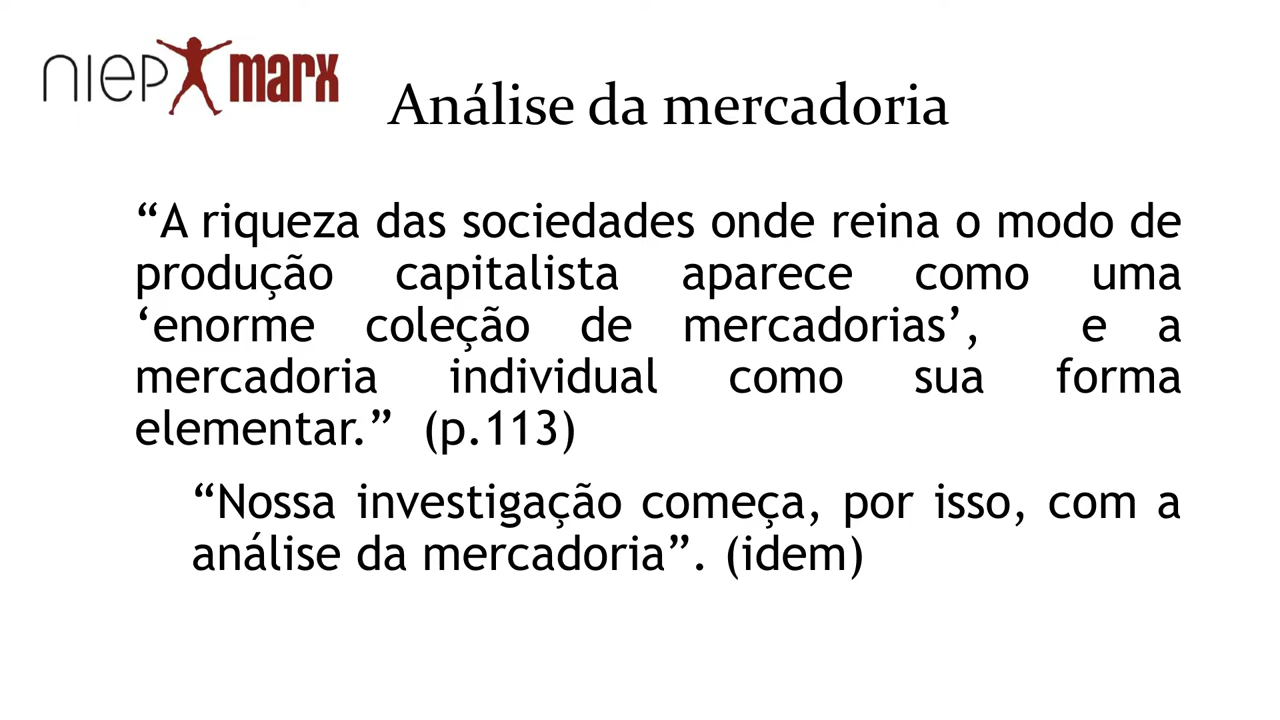 NIEP marx
Análise da mercadoria
“A riqueza das sociedades onde reina o modo de
produção capitalista aparece como uma
‘enorme coleção de mercadorias’, e a
mercadoria individual como sua forma
elementar.” (p.113)
“Nossa investigação começa, por isso, com a
análise da mercadoria”. (idem)